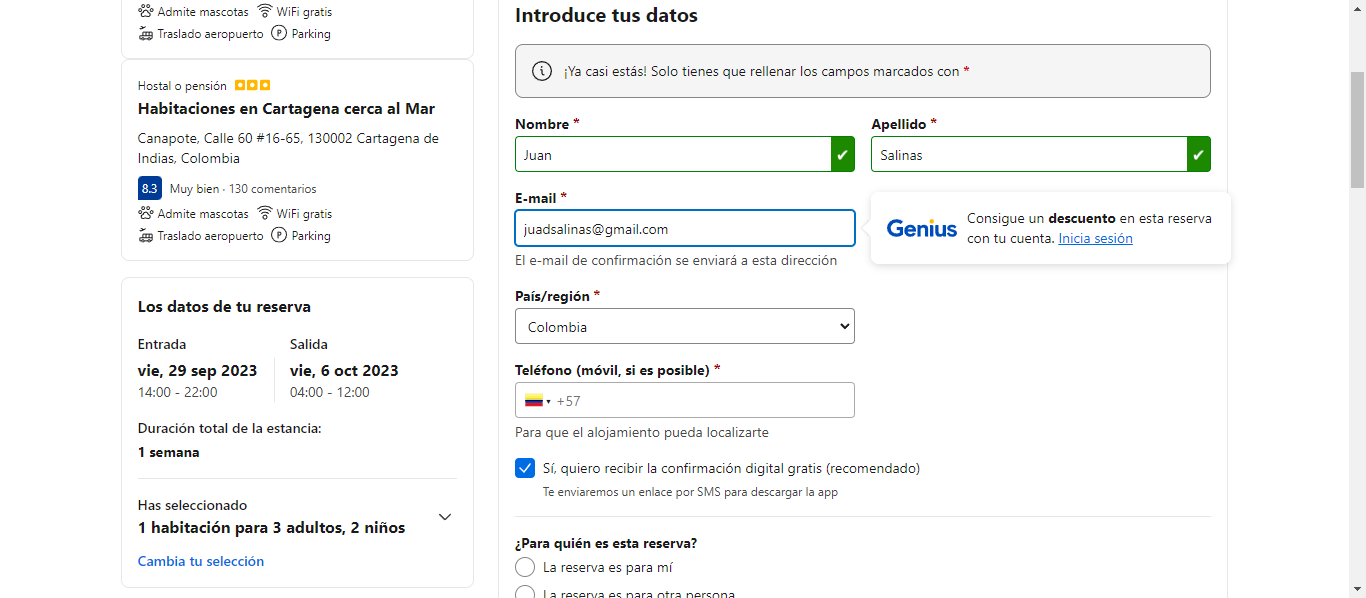 Admite mascotas WiFi gratis
Traslado aeropuerto P Parking
Hostal o pensión
Habitaciones en Cartagena cerca al Mar
Canapote, Calle 60 #16-65, 130002 Cartagena de
Indias, Colombia
8.3 Muy bien · 130 comentarios
Admite mascotas WiFi gratis
Traslado aeropuerto P Parking
Los datos de tu reserva
Entrada Salida
vie, 29 sep 2023 vie, 6 oct 2023
14:00 - 22:00 04:00 - 12:00
Duración total de la estancia:
1 semana
Has seleccionado
1 habitación para 3 adultos, 2 niños
Cambia tu selección
Introduce tus datos
¡Ya casi estás! Solo tienes que rellenar los campos marcados con *
Nombre * Apellido *
Juan Salinas
E-mail *
juadsalinas@gmail.com
El e-mail de confirmación se enviará a esta dirección
Genius
Consigue un descuento en esta reserva
con tu cuenta. Inicia sesión
País/región *
Colombia
Teléfono (móvil, si es posible) *
+57
Para que el alojamiento pueda localizarte
Sí, quiero recibir la confirmación digital gratis (recomendado)
Te enviaremos un enlace por SMS para descargar la app
¿Para quién es esta reserva?
La reserva es para mí
La reserva es para otra persona